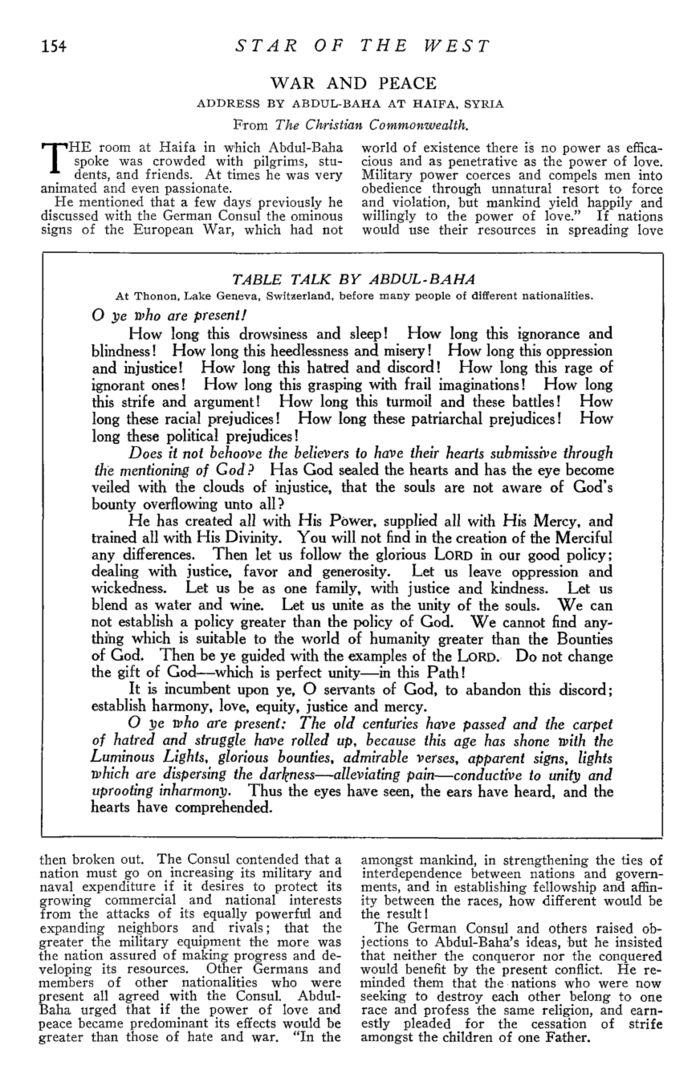 154
STAR OF THE WEST
WAR AND PEACE
ADDRESS BY ABDUL-BAHA AT HAIFA, SYRIA
From The Christian Commonwealth.
THE room at Haifa in which Abdul-Baha
spoke was crowded with pilgrims, stu-
dents, and friends. At times he was very
animated and even passionate.
He mentioned that a few days previously he
discussed with the German Consul the ominous
signs of the European War, which had not
then broken out. The Consul contended that a
nation must go on increasing its military and
naval expenditure if it desires to protect its
growing commercial and national interests
from the attacks of its equally powerful and
expanding neighbors and rivals; that the
greater the military equipment the more was
the nation assured of making progress and de-
veloping its resources. Other Germans and
members of other nationalities who were
present all agreed with the Consul. Abdul-
Baha urged that if the power of love and
peace became predominant its effects would be
greater than those of hate and war. "In the
world of existence there is no power as effica-
cious and as penetrative as the power of love.
Military power coerces and compels men into
obedience through unnatural resort to force
and violation, but mankind yield happily and
willingly to the power of love." If nations
would use their resources in spreading love
amongst mankind, in strengthening the ties of
interdependence between nations and govern-
ments, and in establishing fellowship and affin-
ity between the races, how different would be
the result!
The German Consul and others raised ob-
jections to Abdul-Baha's ideas, but he insisted
that neither the conqueror nor the conquered
would benefit by the present conflict. He re-
minded them that the nations who were now
seeking to destroy each other belong to one
race and profess the same religion, and earn-
estly pleaded for the cessation of strife
amongst the children of one Father.
TABLE TALK BY ABDUL-BAHA
At Thonon, Lake Geneva, Switzerland, before many people of different nationalities.
O ye who are present!
How long this drowsiness and sleep! How long this ignorance and
blindness! How long this heedlessness and misery! How long this oppression
and injustice! How long this hatred and discord! How long this rage of
ignorant ones! How long this grasping with frail imaginations! How long
this strife and argument! How long this turmoil and these battles! How
long these racial prejudices! How long these patriarchal prejudices! How
long these political prejudices!
Does it not behoove the believers to have their hearts submissive through
the mentioning of God? Has God sealed the hearts and has the eye become
veiled with the clouds of injustice, that the souls are not aware of God's
bounty overflowing unto all?
He has created all with His Power, supplied all with His Mercy, and
trained all with His Divinity. You will not find in the creation of the Merciful
any differences. Then let us follow the glorious LORD in our good policy;
dealing with justice, favor and generosity. Let us leave oppression and
wickedness. Let us be as one family, with justice and kindness. Let us
blend as water and wine. Let us unite as the unity of the souls. We can
not establish a policy greater than the policy of God. We cannot find any-
thing which is suitable to the world of humanity greater than the Bounties
of God. Then be ye guided with the examples of the LORD. Do not change
the gift of God—which is perfect unity—in this Path!
It is incumbent upon ye, O servants of God, to abandon this discord;
establish harmony, love, equity, justice and mercy.
O ye who are present: The old centuries have passed and the carpet
of hatred and struggle have rolled up, because this age has shone with the
Luminous Lights, glorious bounties, admirable verses, apparent signs, lights
which are dispersing the darkness—alleviating pain—conductive to unity and
uprooting inharmony. Thus the eyes have seen, the ears have heard, and the
hearts have comprehended.